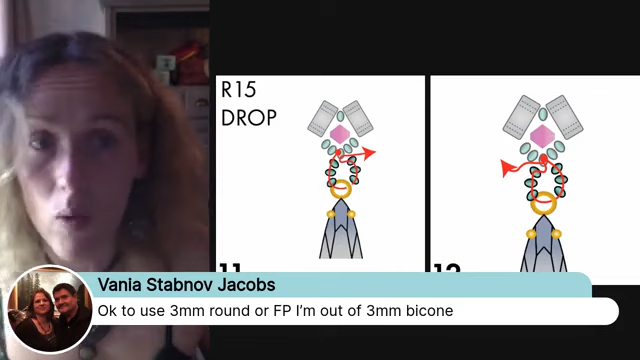 R15
DROP
11
12
Vania Stabnov Jacobs
Ok to use 3mm round or FP I'm out of 3mm bicone